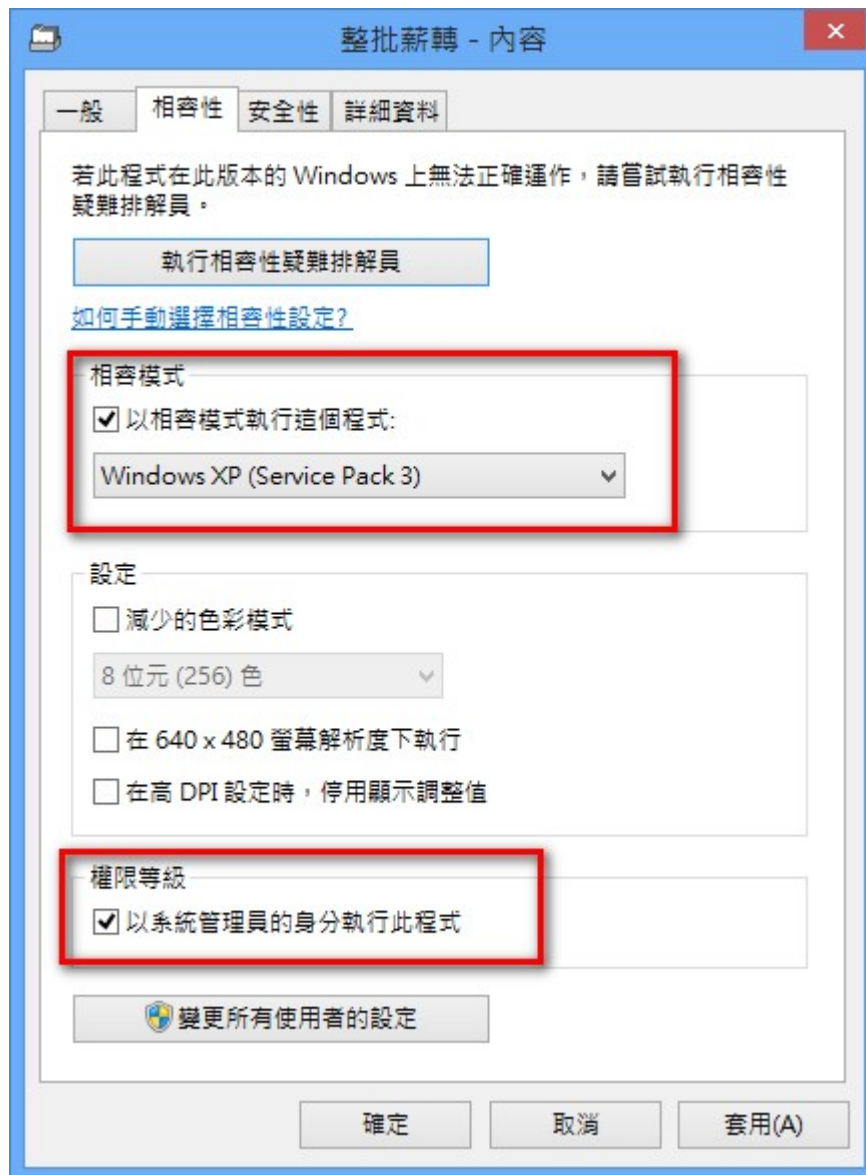 整批薪轉 - 內容
一般
相容性
安全性
詳細資料
若此程式在此版本的 Windows 上無法正確運作，請嘗試執行相容性
疑難排解員。
執行相容性疑難排解員
如何手動選擇相容性設定?
相容模式
以相容模式執行這個程式:
Windows XP (Service Pack 3)
設定
減少的色彩模式
8 位元 (256) 色
在 640 x 480 螢幕解析度下執行
在高 DPI 設定時，停用顯示調整值
權限等級
以系統管理員的身分執行此程式
變更所有使用者的設定
確定
取消
套用(A)